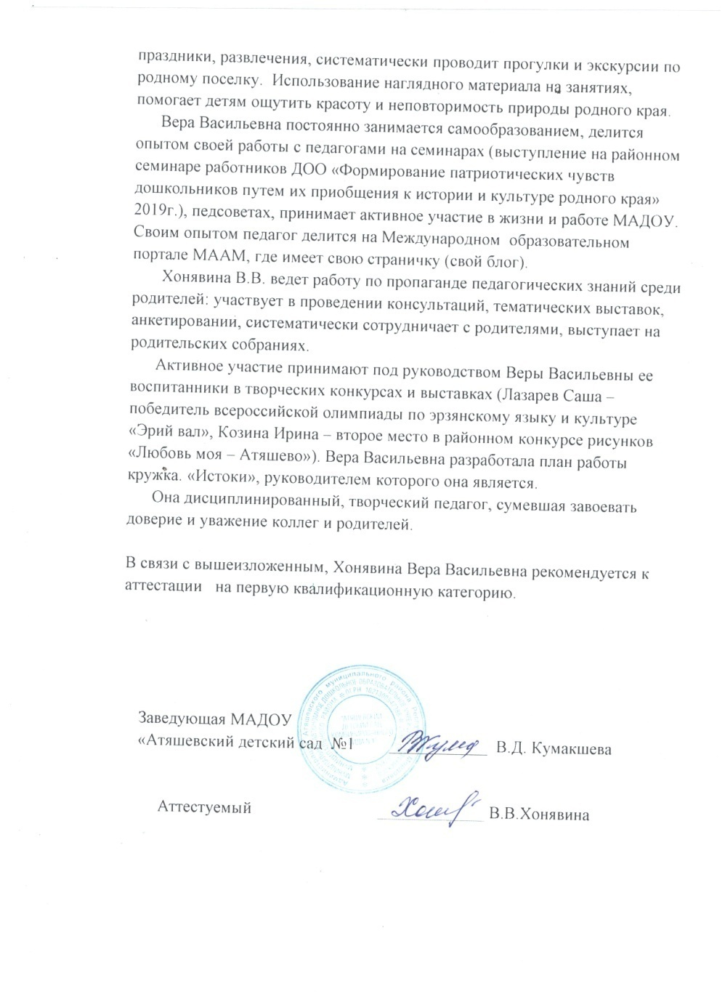 праздники, развлечения, систематически проводит прогулки и экскурсии по
родному поселку.  Использование наглядного материала на занятиях,
помогает детям ощутить красоту и неповторимость природы родного края.
Вера Васильевна постоянно занимается самообразованием, делится
опытом своей работы с педагогами на семинарах (выступление на районном
семинаре работников ДОО «Формирование патриотических чувств
дошкольников путем их приобщения к истории и культуре родного края»
2019г.), педсоветах, принимает активное участие в жизни и работе МАДОУ.
Своим опытом педагог делится на Международном  образовательном
портале МААМ, где имеет свою страничку (свой блог).
Хонявина В.В. ведет работу по пропаганде педагогических знаний среди
родителей: участвует в проведении консультаций, тематических выставок,
анкетировании, систематически сотрудничает с родителями, выступает на
родительских собраниях.
Активное участие принимают под руководством Веры Васильевны ее
воспитанники в творческих конкурсах и выставках (Лазарев Саша –
победитель всероссийской олимпиады по эрзянскому языку и культуре
«Эрий вал», Козина Ирина – второе место в районном конкурсе рисунков
«Любовь моя – Атяшево»). Вера Васильевна разработала план работы
кружка. «Истоки», руководителем которого она является.
Она дисциплинированный, творческий педагог, сумевшая завоевать
доверие и уважение коллег и родителей.
В связи с вышеизложенным, Хонявина Вера Васильевна рекомендуется к
аттестации   на первую квалификационную категорию.
Атяшевского муниципального района
Заведующая МАДОУ
«Атяшевский детский сад  №1 В.Д. Кумакшева
Аттестуемый В.В.Хонявина